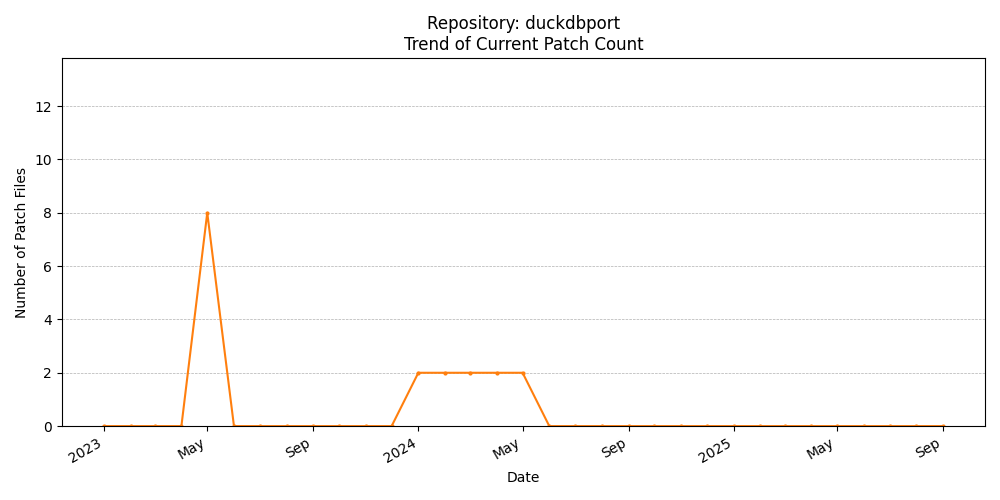 Repository: duckdbport
Trend of Current Patch Count
Number of Patch Files
12
10
8
6
4
2
0
2023
May
Sep
2024
May
Sep
2025
May
Sep
Date